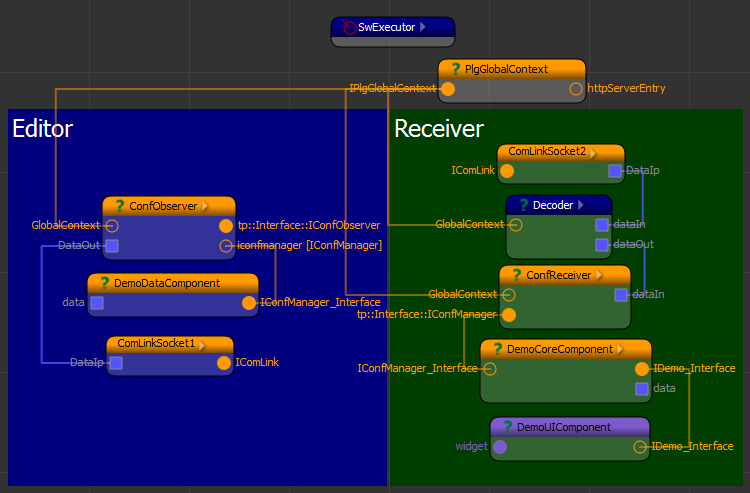 SwExecutor
? PlgGlobalContext
IPlgGlobalContext
httpServerEntry
Editor
Receiver
ComLinkSocket2
IComLink
DataIp
? ConfObserver
GlobalContext
tp::Interface::IConfObserver
DataOut
iconfmanager [IConfManager]
? Decoder
GlobalContext
dataIn
dataOut
? DemoDataComponent
data
IConfManager_Interface
? ConfReceiver
GlobalContext
dataIn
tp::Interface::IConfManager
ComLinkSocket1
DataIp
IComLink
? DemoCoreComponent
IConfManager_Interface
IDemo_Interface
data
? DemoUIComponent
widget
IDemo_Interface